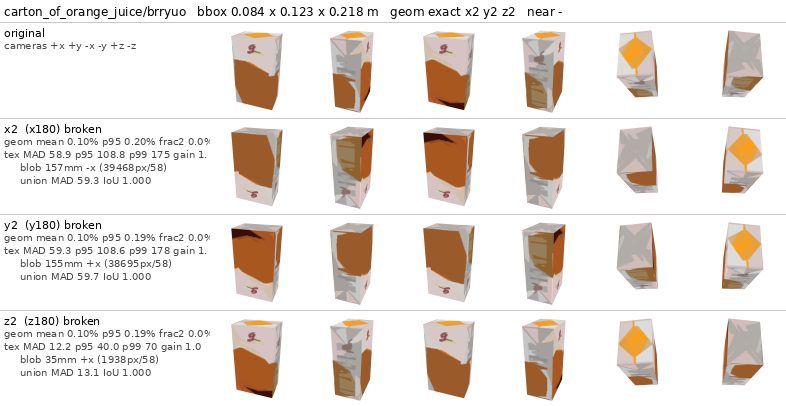 carton_of_orange_juice/brryuo bbox 0.084 x 0.123 x 0.218 m geom exact x2 y2 z2 near -
original
cameras +x +y -x -y +z -z
x2 (x180) broken
geom mean 0.10% p95 0.20% frac2 0.0%
tex MAD 58.9 p95 108.8 p99 175 gain 1.
blob 157mm -x (39468px/58)
union MAD 59.3 IoU 1.000
y2 (y180) broken
geom mean 0.10% p95 0.19% frac2 0.0%
tex MAD 59.3 p95 108.6 p99 178 gain 1.
blob 155mm +x (38695px/58)
union MAD 59.7 IoU 1.000
z2 (z180) broken
geom mean 0.10% p95 0.19% frac2 0.0%
tex MAD 12.2 p95 40.0 p99 70 gain 1.0
blob 35mm +x (1938px/58)
union MAD 13.1 IoU 1.000